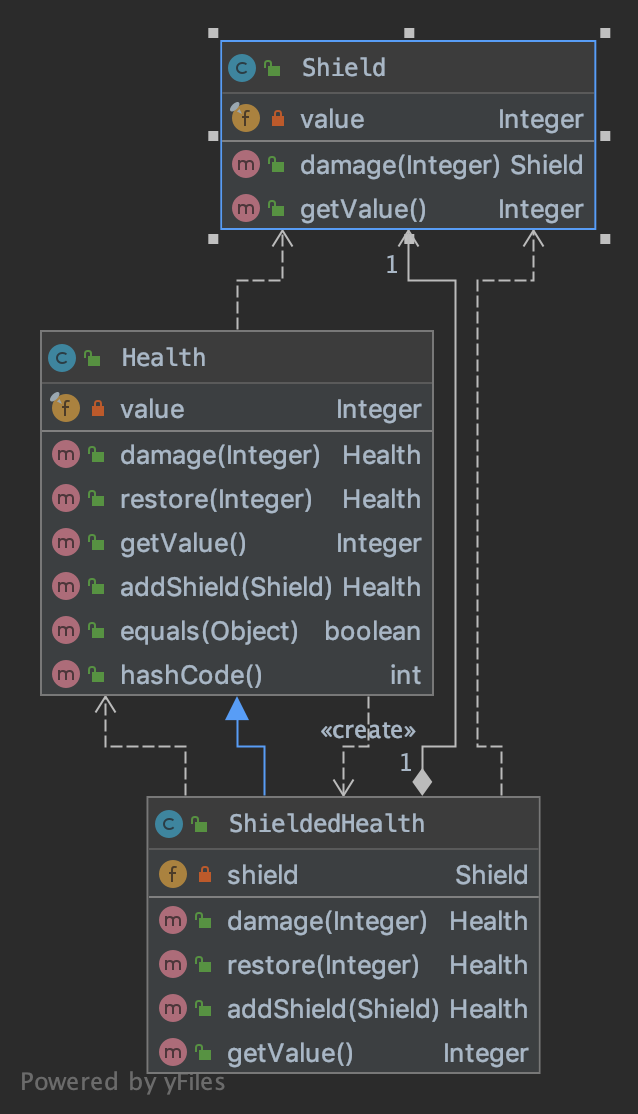 C Shield
f value Integer
m damage(Integer) Shield
m getValue() Integer
1
C Health
f value Integer
m damage(Integer) Health
m restore(Integer) Health
m getValue() Integer
m addShield(Shield) Health
m equals(Object) boolean
m hashCode() int
«create»
1
C ShieldedHealth
f shield Shield
m damage(Integer) Health
m restore(Integer) Health
m addShield(Shield) Health
m getValue() Integer
Powered by yFiles